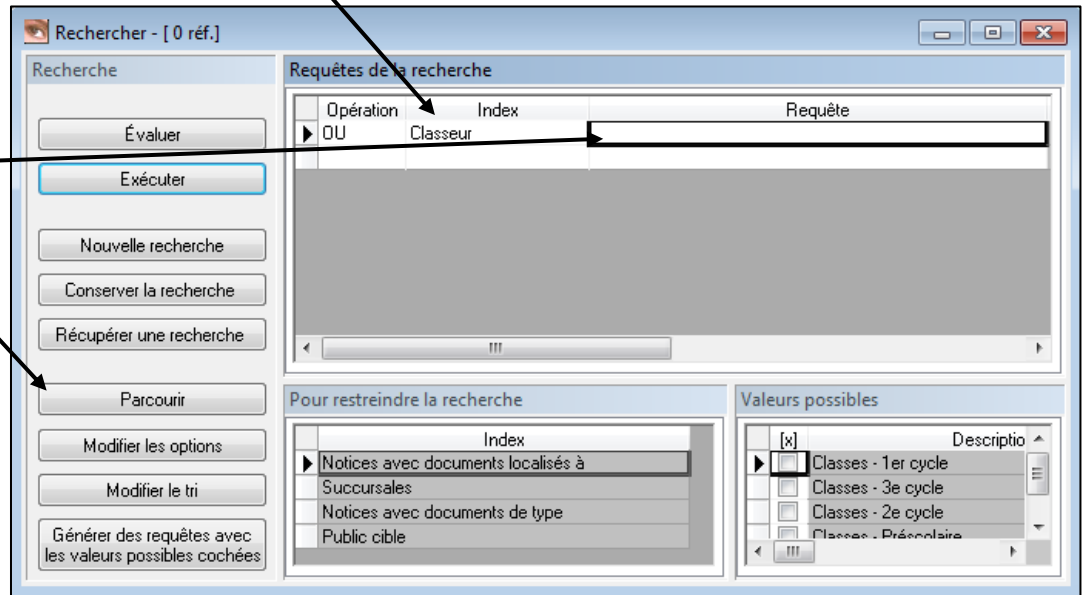 Rechercher - [ 0 réf.]
Recherche
Évaluer
Exécuter
Nouvelle recherche
Conserver la recherche
Récupérer une recherche
Parcourir
Modifier les options
Modifier le tri
Générer des requêtes avec
les valeurs possibles cochées
Requêtes de la recherche
Opération Index Requête
OU Classeur
Pour restreindre la recherche
Index
Notices avec documents localisés à
Succursales
Notices avec documents de type
Public cible
Valeurs possibles
[x] Descriptio
Classes - 1er cycle
Classes - 3e cycle
Classes - 2e cycle
Classes - Préscolaire